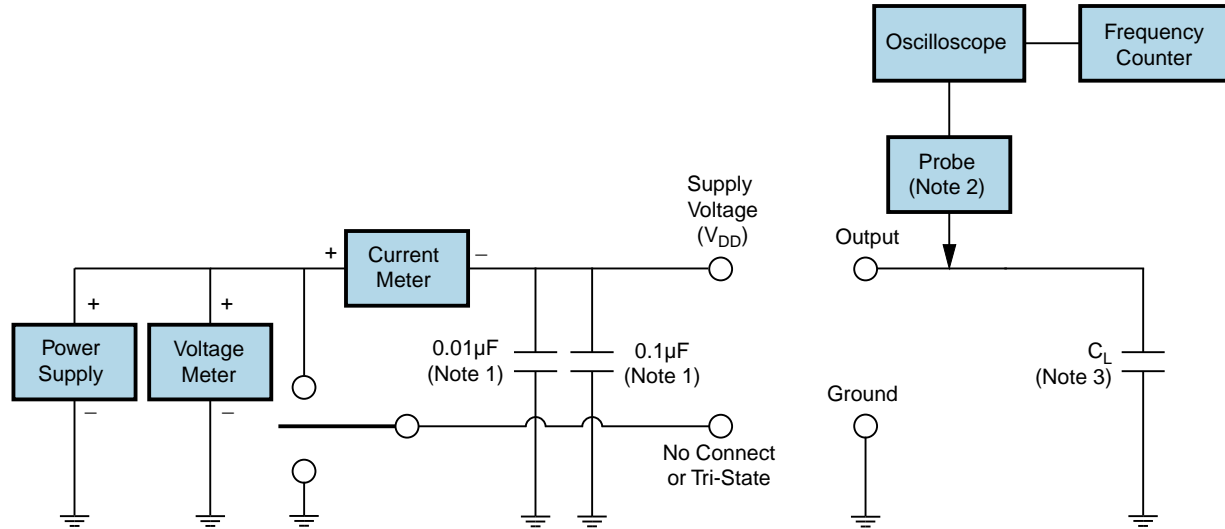 Oscilloscope
Frequency
Counter
Probe
(Note 2)
Supply
Voltage
(VDD)
Output
+
Current
Meter
–
+
Power
Supply
–
+
Voltage
Meter
–
0.01µF
(Note 1)
0.1µF
(Note 1)
CL
(Note 3)
Ground
No Connect
or Tri-State